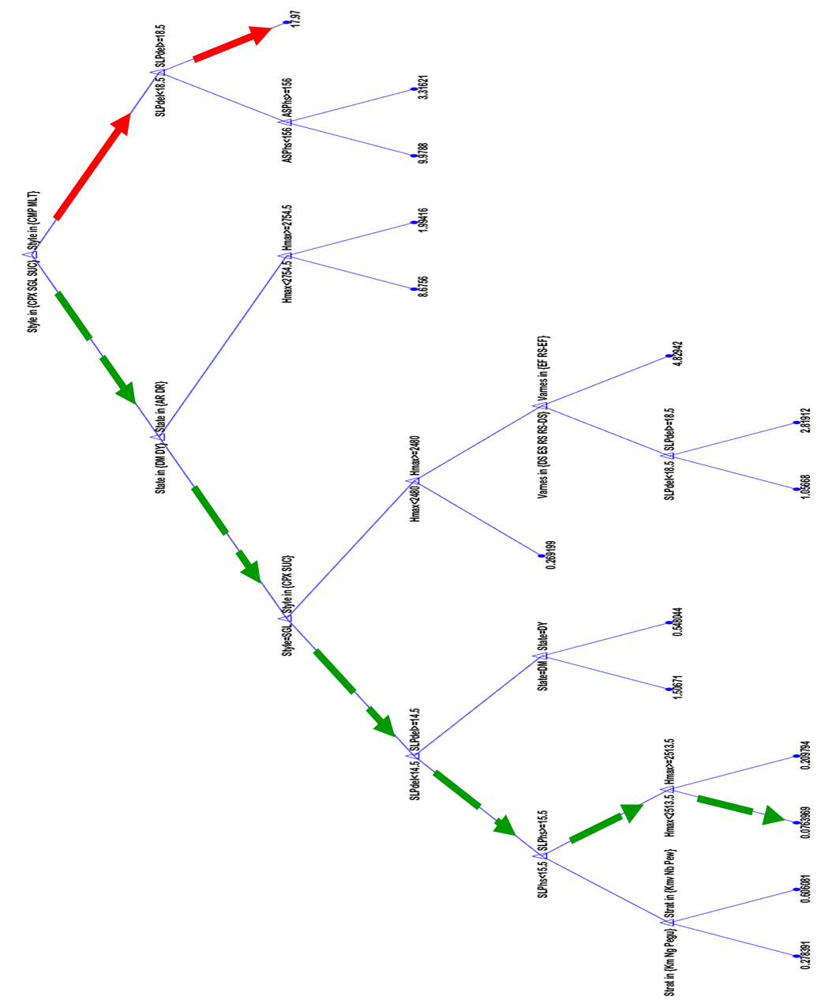 Style in {CPX SGL SUC}
Style in {CMP MLT}
SLPdel<18.5
SLPdel>=18.5
17.97
ASPhs<156
ASPhs>=156
9.9788
3.31621
State in {DM DY}
State in {AR DR}
Hmax<2754.5
Hmax>=2754.5
8.6756
1.99416
Style=SGL
Style in {CPX SUC}
Hmax<2480
Hmax>=2480
0.269199
Varnes in {DS ES RS RS-DS}
Varnes in {EF RS-EF}
4.82942
SLPdel<18.5
SLPdel>=18.5
1.05668
2.81912
SLPdel<14.5
SLPdel>=14.5
State=DM
State=DY
1.50671
0.548044
SLPhs<15.5
SLPhs>=15.5
Hmax<2513.5
Hmax>=2513.5
0.0763969
0.209794
Strat in {Km Ng Pegu}
Strat in {Kmv Nb Pew}
0.278391
0.606081